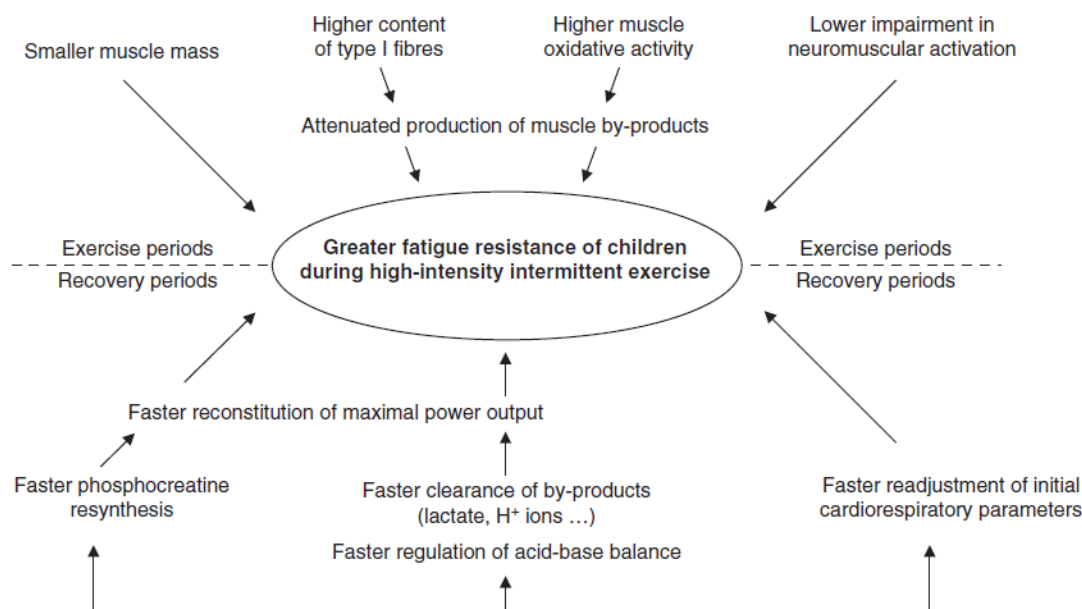 Smaller muscle mass
Higher content
of type I fibres
Higher muscle
oxidative activity
Lower impairment in
neuromuscular activation
Attenuated production of muscle by-products
Exercise periods
Recovery periods
Greater fatigue resistance of children
during high-intensity intermittent exercise
Exercise periods
Recovery periods
Faster reconstitution of maximal power output
Faster phosphocreatine
resynthesis
Faster clearance of by-products
(lactate, H⁺ ions ...)
Faster regulation of acid-base balance
Faster readjustment of initial
cardiorespiratory parameters